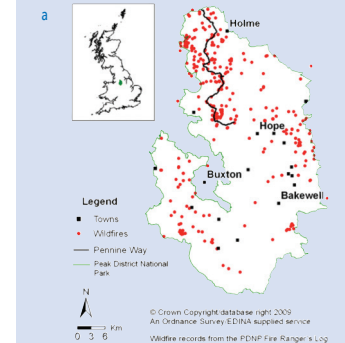 a
Holme
Hope
Buxton
Bakewell
Legend
Towns
Wildfires
Pennine Way
Peak District National
Park
N
0 3 6 Km
© Crown Copyright/database right 2009
An Ordnance Survey/EDINA supplied service
Wildfire records from the PDNP Fire Ranger's Log